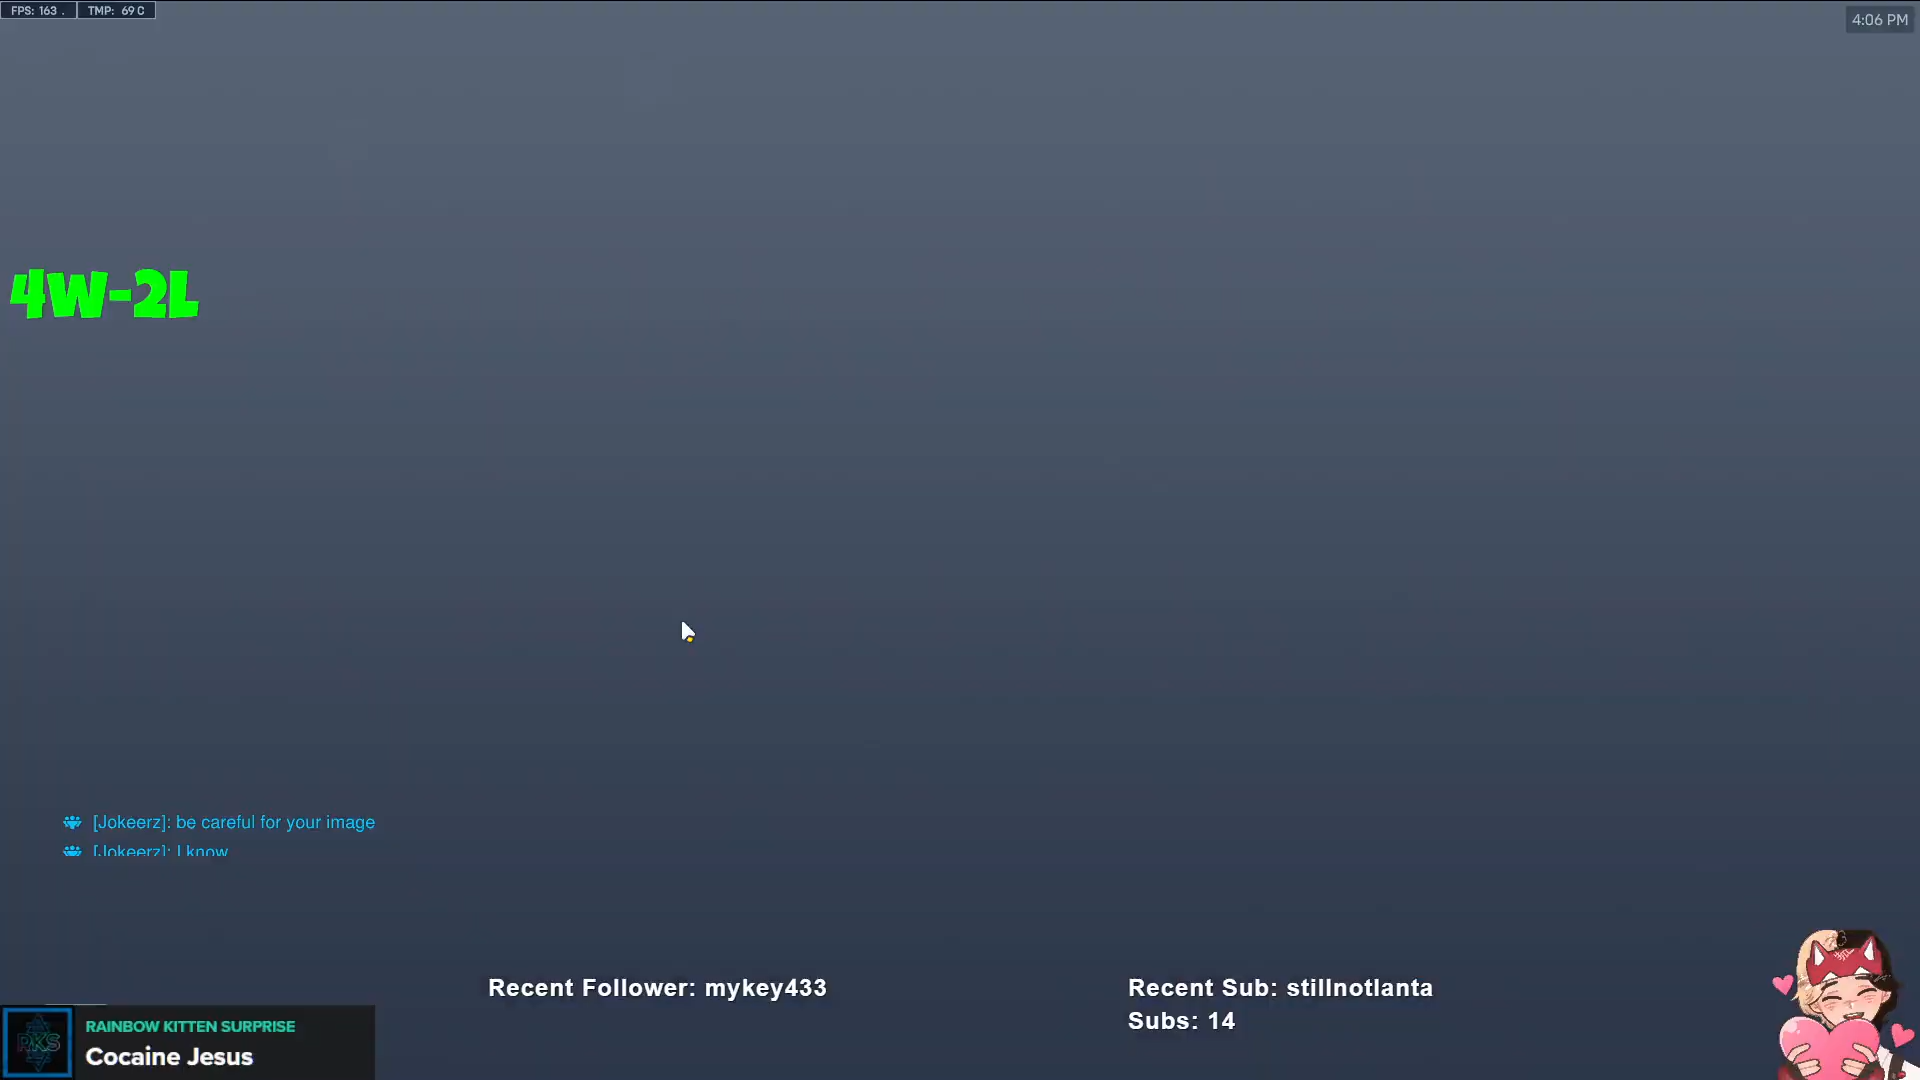 FPS: 163 .
TMP: 69 C
4:06 PM
4W-2L
[Jokeerz]: be careful for your image
[Jokeerz]: I know
Recent Follower: mykey433
Recent Sub: stillnotlanta
Subs: 14
RKS
RAINBOW KITTEN SURPRISE
Cocaine Jesus